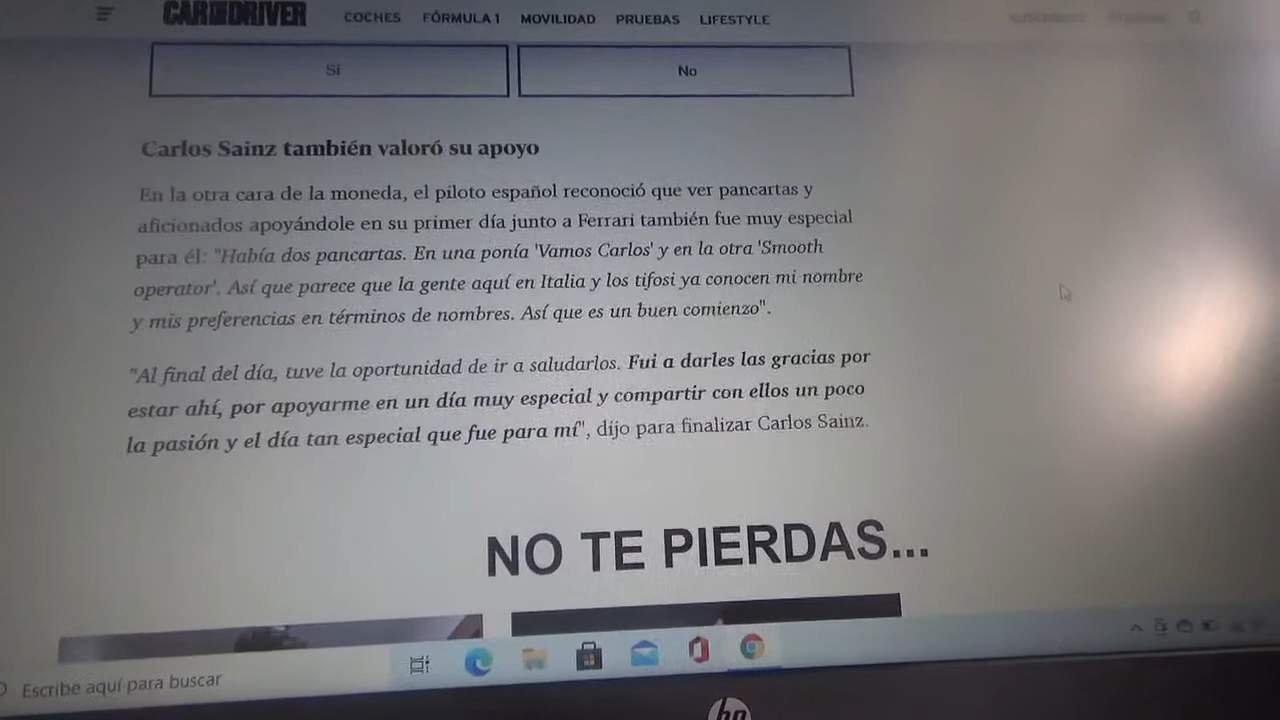 CAR AND DRIVER COCHES FÓRMULA 1 MOVILIDAD PRUEBAS LIFESTYLE
Sí No
Carlos Sainz también valoró su apoyo
En la otra cara de la moneda, el piloto español reconoció que ver pancartas y
aficionados apoyándole en su primer día junto a Ferrari también fue muy especial
para él: "Había dos pancartas. En una ponía 'Vamos Carlos' y en la otra 'Smooth
operator'. Así que parece que la gente aquí en Italia y los tifosi ya conocen mi nombre
y mis preferencias en términos de nombres. Así que es un buen comienzo".
"Al final del día, tuve la oportunidad de ir a saludarlos. Fui a darles las gracias por
estar ahí, por apoyarme en un día muy especial y compartir con ellos un poco
la pasión y el día tan especial que fue para mí", dijo para finalizar Carlos Sainz.
NO TE PIERDAS...
Escribe aquí para buscar
hp